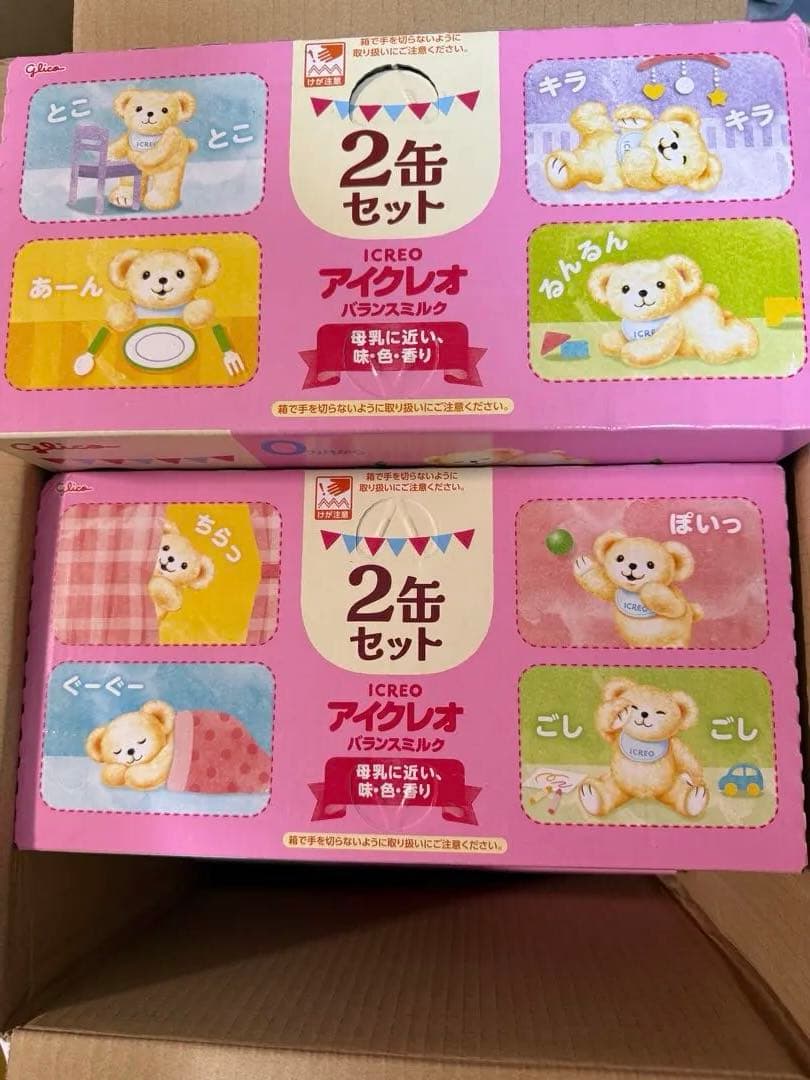 Glico
箱で手を切らないように
取り扱いにご注意ください。
けが注意
とこ
とこ
キラ
キラ
ICREO
2缶
セット
あーん
るんるん
ICREO
アイクレオ
バランスミルク
母乳に近い、
味・色・香り
箱で手を切らないように取り扱いにご注意ください。
Glico
Glico
箱で手を切らないように
取り扱いにご注意ください。
けが注意
ちらっ
ぽいっ
ICREO
2缶
セット
ぐーぐー
ごし
ごし
ICREO
ICREO
アイクレオ
バランスミルク
母乳に近い、
味・色・香り
箱で手を切らないように取り扱いにご注意ください。